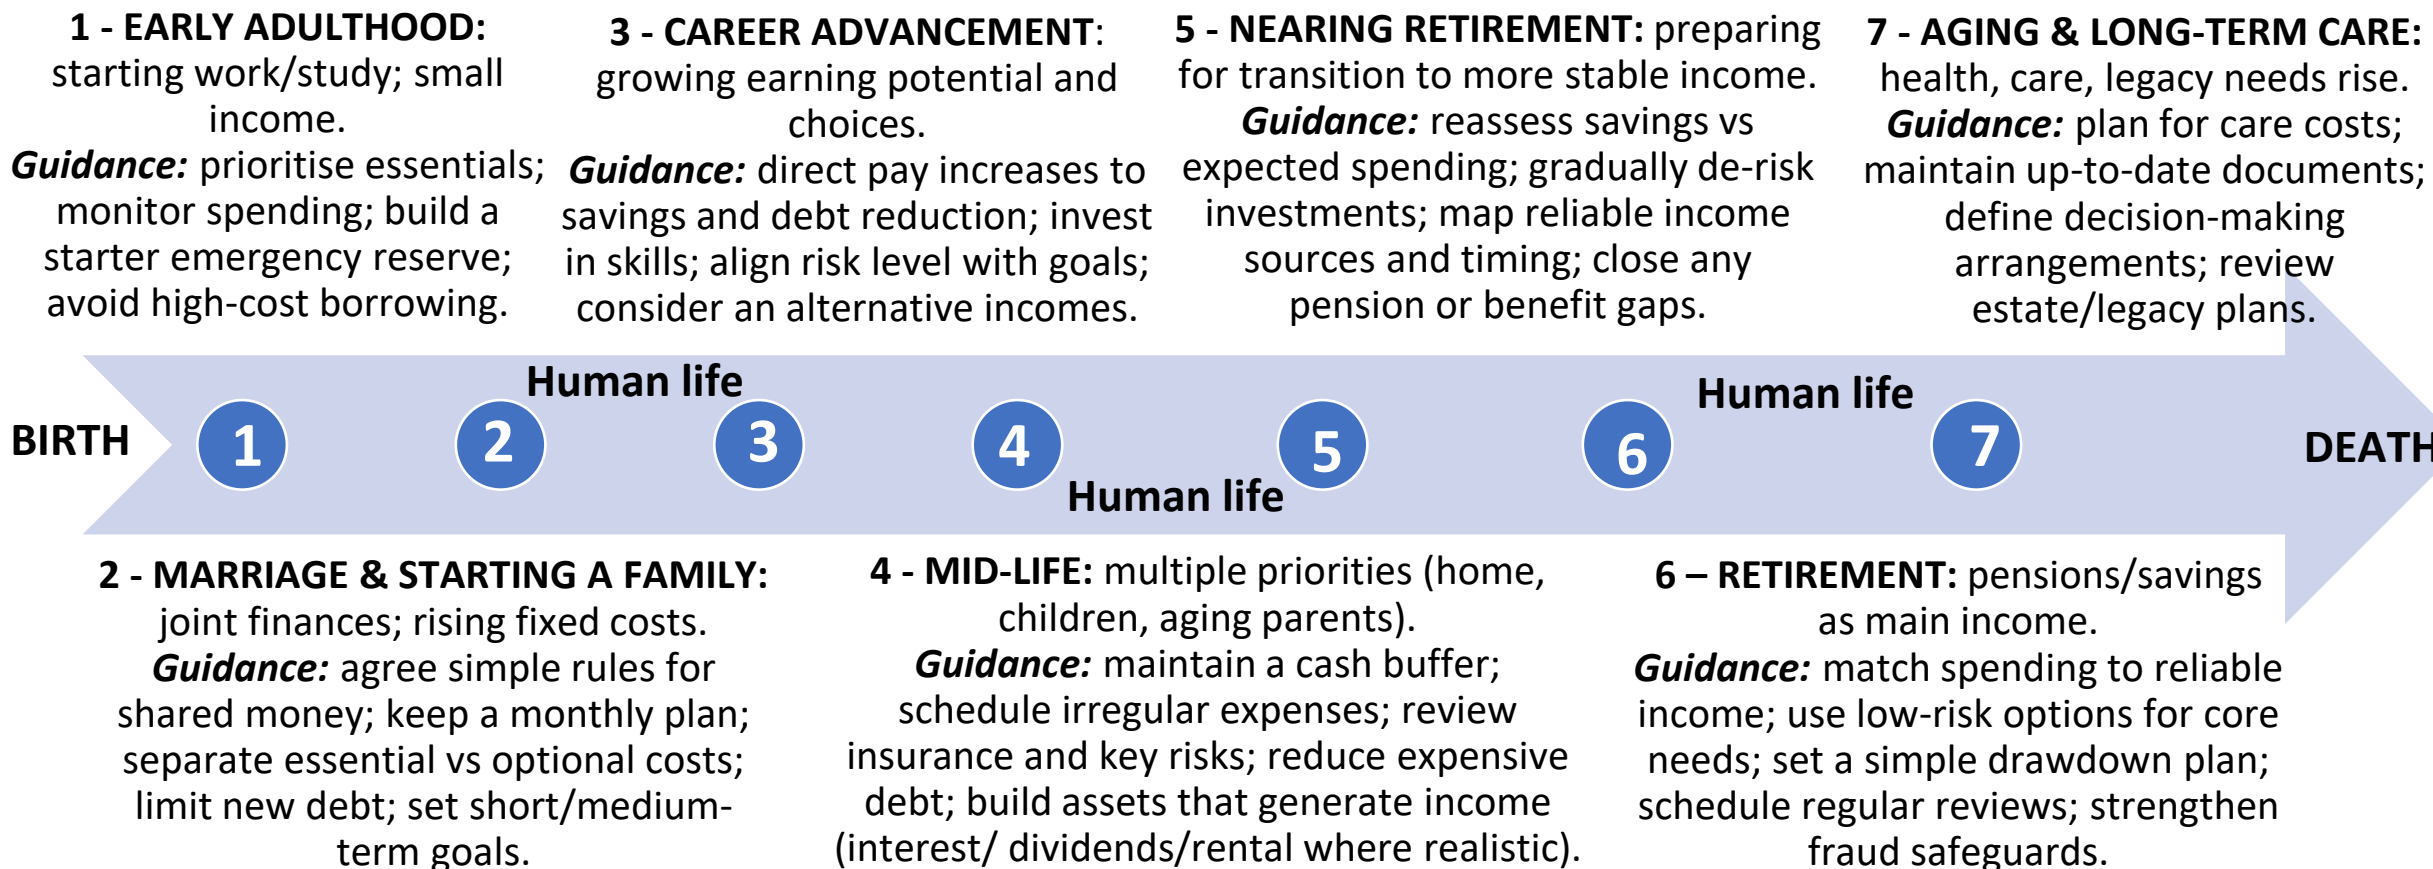 1 - EARLY ADULTHOOD:
starting work/study; small
income.
Guidance: prioritise essentials;
monitor spending; build a
starter emergency reserve;
avoid high-cost borrowing.
3 - CAREER ADVANCEMENT:
growing earning potential and
choices.
Guidance: direct pay increases to
savings and debt reduction; invest
in skills; align risk level with goals;
consider an alternative incomes.
5 - NEARING RETIREMENT: preparing
for transition to more stable income.
Guidance: reassess savings vs
expected spending; gradually de-risk
investments; map reliable income
sources and timing; close any
pension or benefit gaps.
7 - AGING & LONG-TERM CARE:
health, care, legacy needs rise.
Guidance: plan for care costs;
maintain up-to-date documents;
define decision-making
arrangements; review
estate/legacy plans.
Human life
Human life
BIRTH
1
2
3
4
5
6
7
DEATH
Human life
2 - MARRIAGE & STARTING A FAMILY:
joint finances; rising fixed costs.
Guidance: agree simple rules for
shared money; keep a monthly plan;
separate essential vs optional costs;
limit new debt; set short/medium-
term goals.
4 - MID-LIFE: multiple priorities (home,
children, aging parents).
Guidance: maintain a cash buffer;
schedule irregular expenses; review
insurance and key risks; reduce expensive
debt; build assets that generate income
(interest/ dividends/rental where realistic).
6 – RETIREMENT: pensions/savings
as main income.
Guidance: match spending to reliable
income; use low-risk options for core
needs; set a simple drawdown plan;
schedule regular reviews; strengthen
fraud safeguards.